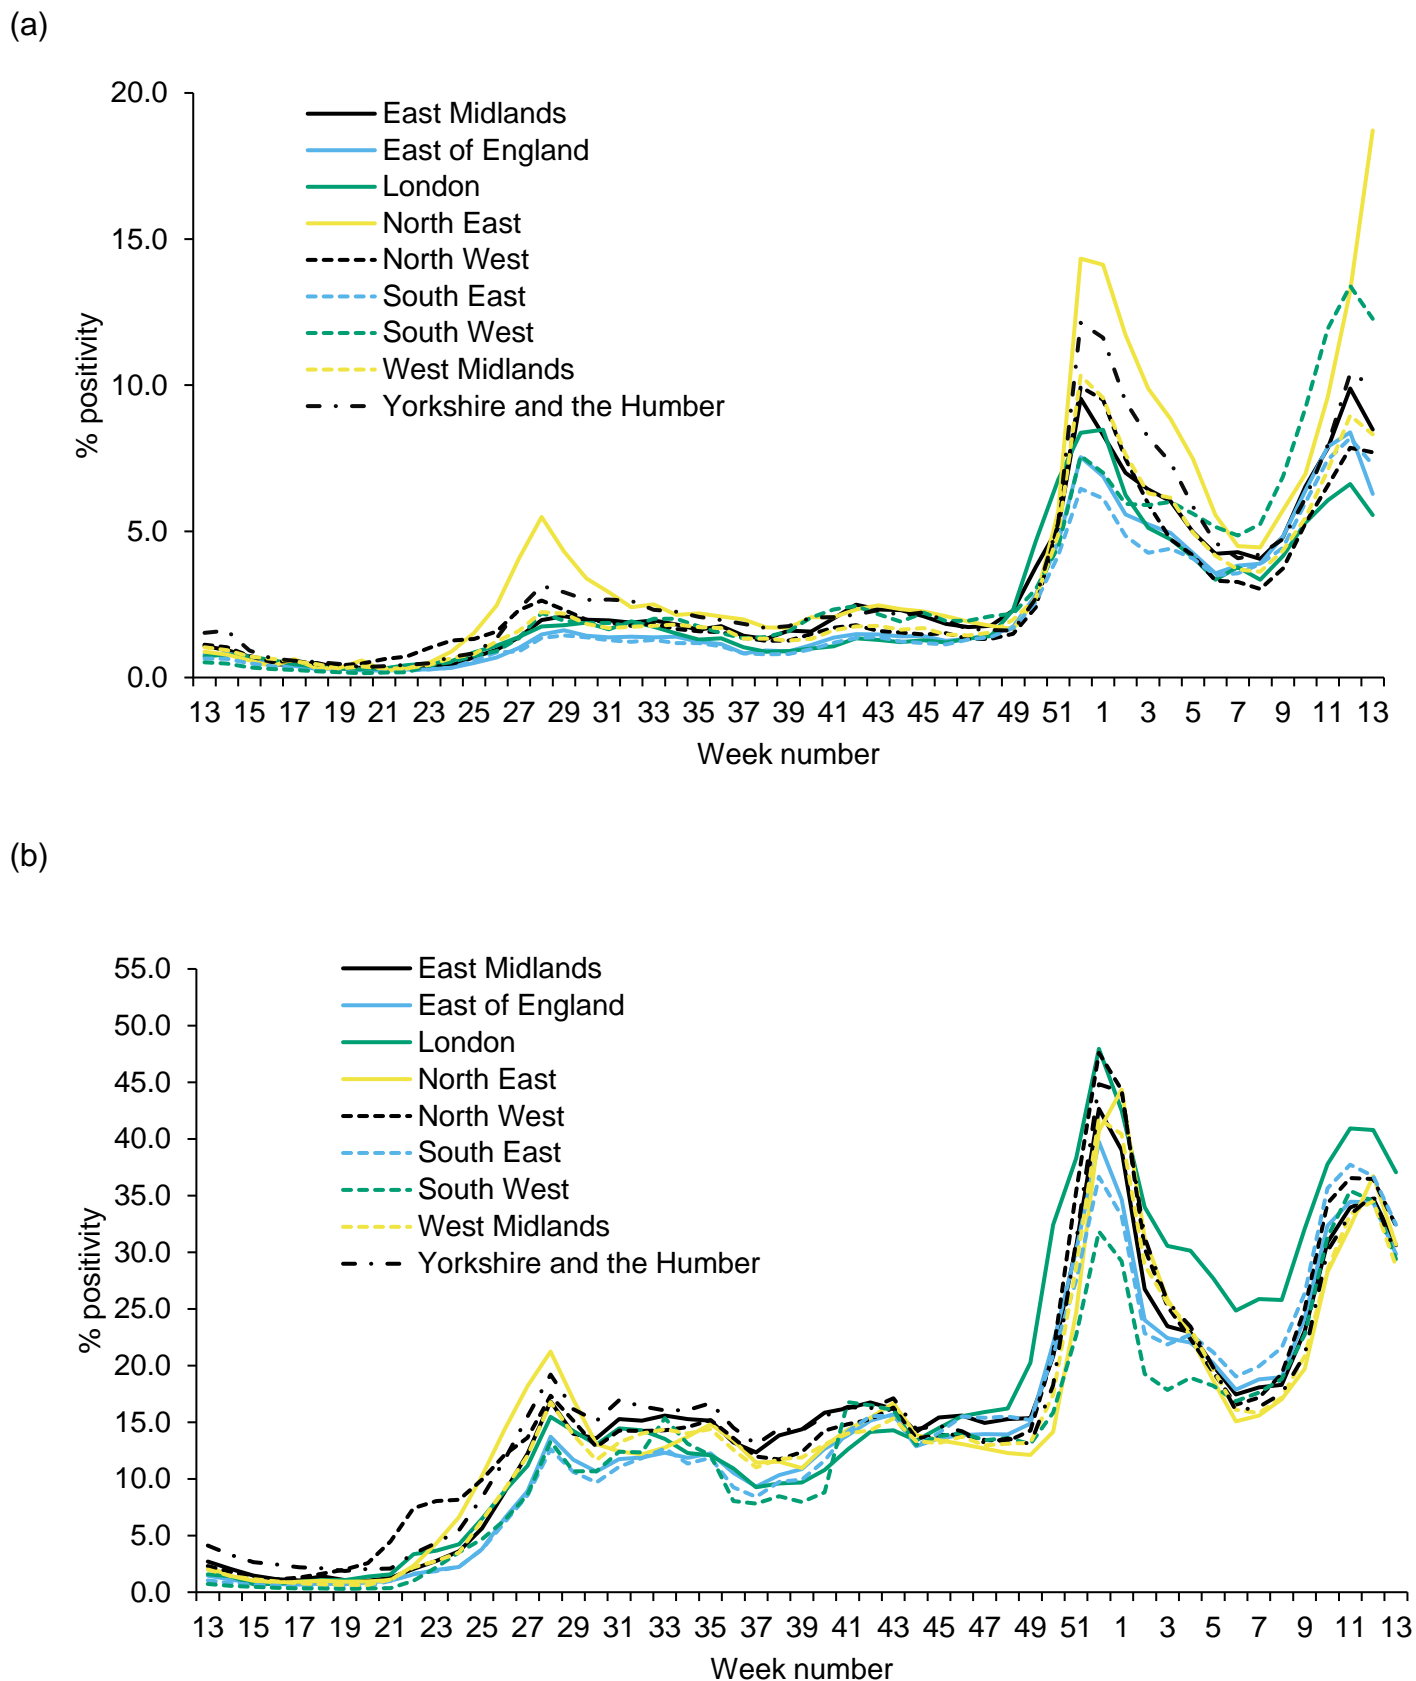 (a)
20.0
15.0
10.0
5.0
0.0
% positivity
East Midlands
East of England
London
North East
North West
South East
South West
West Midlands
Yorkshire and the Humber
13 15 17 19 21 23 25 27 29 31 33 35 37 39 41 43 45 47 49 51 1 3 5 7 9 11 13
Week number
(b)
55.0
50.0
45.0
40.0
35.0
30.0
25.0
20.0
15.0
10.0
5.0
0.0
% positivity
East Midlands
East of England
London
North East
North West
South East
South West
West Midlands
Yorkshire and the Humber
13 15 17 19 21 23 25 27 29 31 33 35 37 39 41 43 45 47 49 51 1 3 5 7 9 11 13
Week number